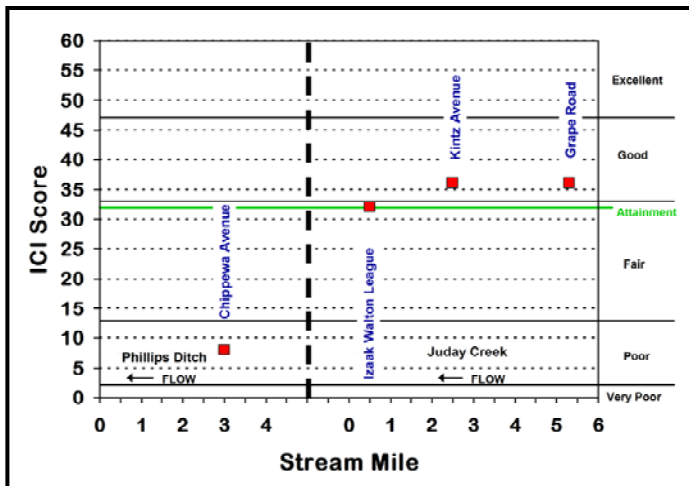 60
55
50
45
40
35
30
25
20
15
10
5
0
ICI Score
Excellent
Good
Attainment
Fair
Poor
Very Poor
Chippewa Avenue
Izaak Walton League
Kintz Avenue
Grape Road
Phillips Ditch
← FLOW
Juday Creek
← FLOW
0 1 2 3 4 0 1 2 3 4 5 6
Stream Mile